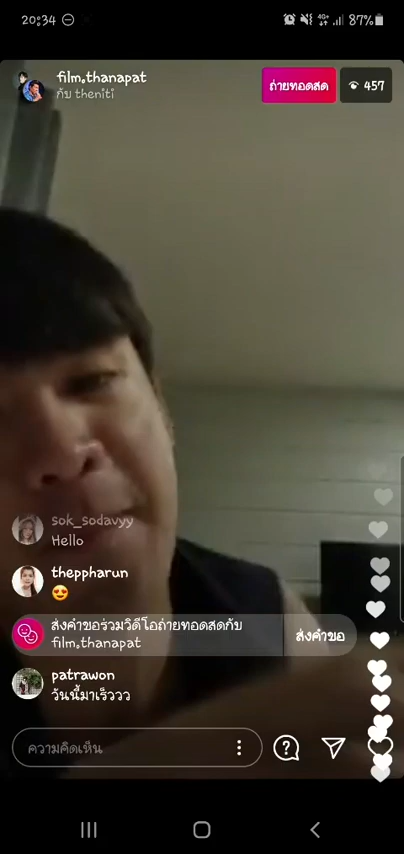 20:34
4G+
87%
film.thanapat
กับ theniti
ถ่ายทอดสด
457
sok_sodavyy
Hello
theppharun
😍
ส่งคำขอร่วมวิดีโอถ่ายทอดสดกับ
film.thanapat
ส่งคำขอ
patrawon
วันนี้มาเร็ววว
ความคิดเห็น